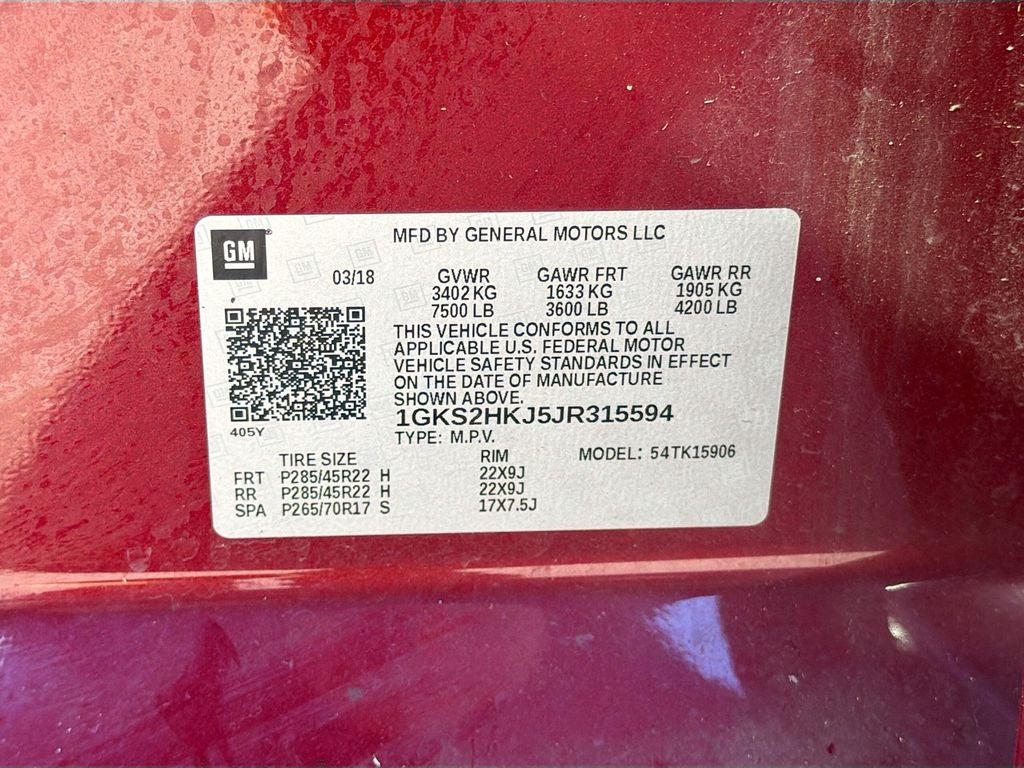 GM
MFD BY GENERAL MOTORS LLC
03/18 GVWR GAWR FRT GAWR RR
3402 KG 1633 KG 1905 KG
7500 LB 3600 LB 4200 LB
THIS VEHICLE CONFORMS TO ALL
APPLICABLE U.S. FEDERAL MOTOR
VEHICLE SAFETY STANDARDS IN EFFECT
ON THE DATE OF MANUFACTURE
SHOWN ABOVE.
1GKS2HKJ5JR315594
405Y
TYPE: M.P.V.
TIRE SIZE RIM MODEL: 54TK15906
FRT P285/45R22 H 22X9J
RR P285/45R22 H 22X9J
SPA P265/70R17 S 17X7.5J